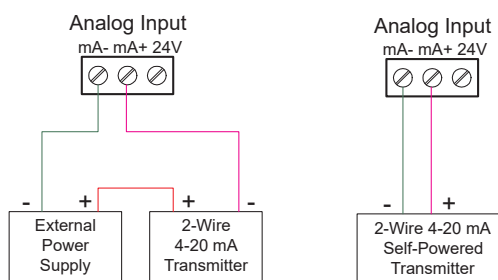 Analog Input
mA- mA+ 24V
- + + -
External
Power
Supply
2-Wire
4-20 mA
Transmitter
Analog Input
mA- mA+ 24V
- +
2-Wire 4-20 mA
Self-Powered
Transmitter